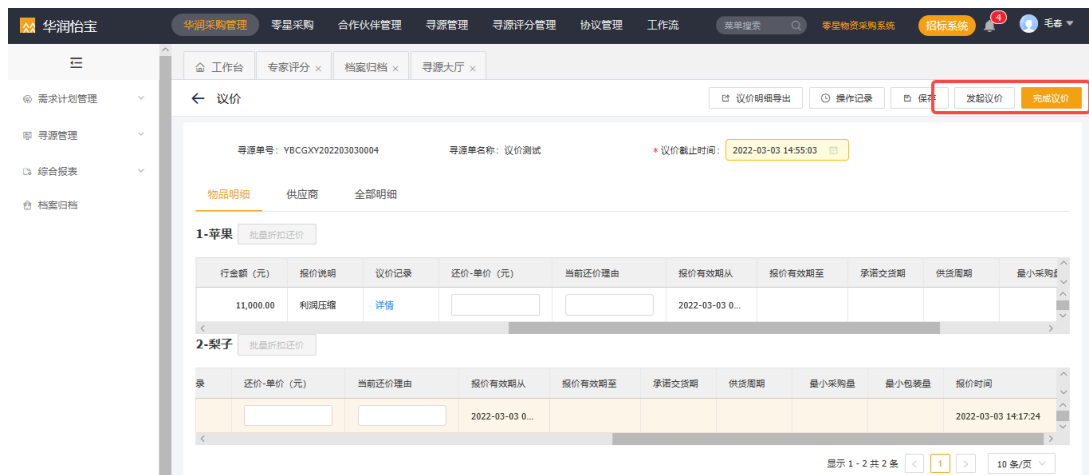 华润怡宝 华润采购管理 零星采购 合作伙伴管理 寻源管理 寻源评分管理 协议管理 工作流 菜单搜索 零星物资采购系统 招标系统 4 毛春
工作台 专家评分 × 档案归档 × 寻源大厅 ×
需求计划管理
寻源管理
综合报表
档案归档
← 议价 议价明细导出 操作记录 保存 发起议价 完成议价
寻源单号: YBCGXY202203030004 寻源单名称: 议价测试 * 议价截止时间: 2022-03-03 14:55:03
物品明细 供应商 全部明细
1-苹果 批量折扣还价
行金额（元） 报价说明 议价记录 还价-单价（元） 当前还价理由 报价有效期从 报价有效期至 承诺交货期 供货周期 最小采购量
11,000.00 利润压缩 详情 2022-03-03 0...
2-梨子 批量折扣还价
录 还价-单价（元） 当前还价理由 报价有效期从 报价有效期至 承诺交货期 供货周期 最小采购量 最小包装量 报价时间
2022-03-03 0... 2022-03-03 14:17:24
显示 1 - 2 共 2 条 < 1 > 10 条/页